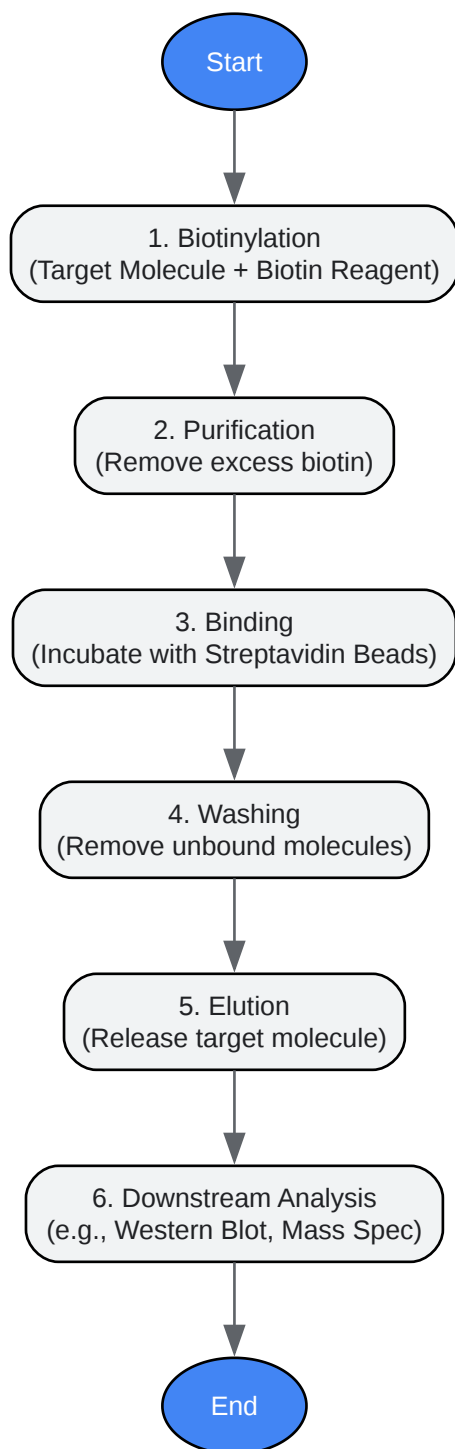 Start
1. Biotinylation
(Target Molecule + Biotin Reagent)
2. Purification
(Remove excess biotin)
3. Binding
(Incubate with Streptavidin Beads)
4. Washing
(Remove unbound molecules)
5. Elution
(Release target molecule)
6. Downstream Analysis
(e.g., Western Blot, Mass Spec)
End